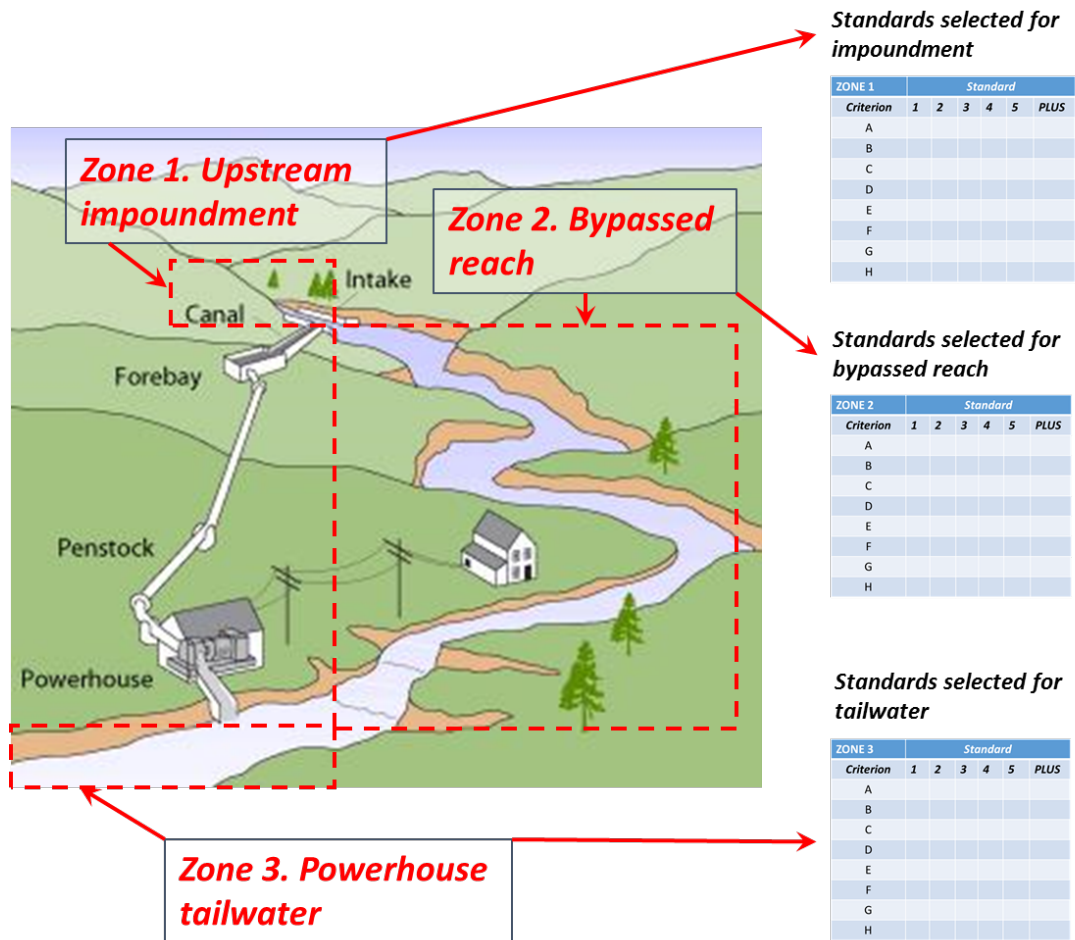 Standards selected for
impoundment
ZONE 1 Standard
Criterion 1 2 3 4 5 PLUS
A
B
C
D
E
F
G
H
Zone 1. Upstream
impoundment
Zone 2. Bypassed
reach
Intake
Canal
Forebay
Penstock
Powerhouse
Standards selected for
bypassed reach
ZONE 2 Standard
Criterion 1 2 3 4 5 PLUS
A
B
C
D
E
F
G
H
Standards selected for
tailwater
ZONE 3 Standard
Criterion 1 2 3 4 5 PLUS
A
B
C
D
E
F
G
H
Zone 3. Powerhouse
tailwater